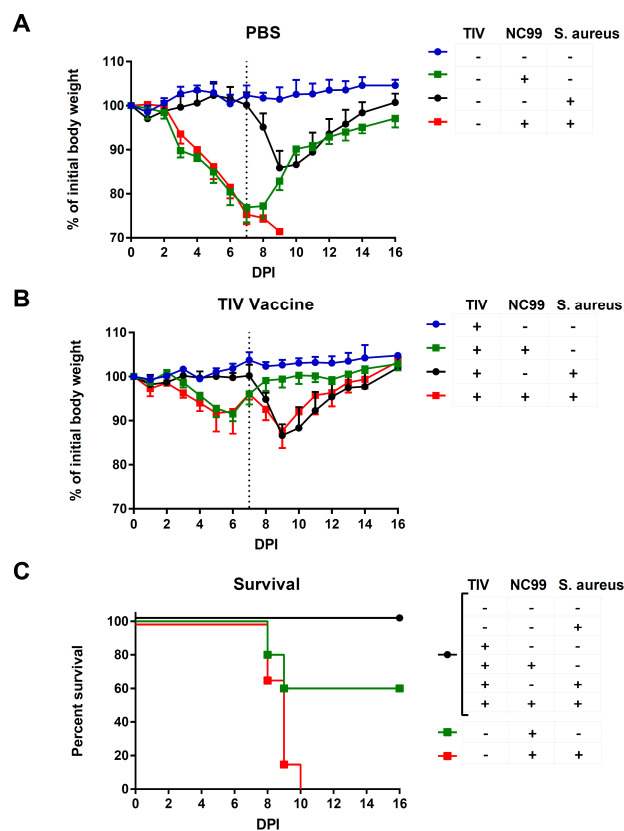 A
PBS
TIV NC99 S. aureus
- - -
- + -
- - +
- + +
110
100
90
80
70
% of initial body weight
0 2 4 6 8 10 12 14 16
DPI
B
TIV Vaccine
TIV NC99 S. aureus
+ - -
+ + -
+ - +
+ + +
110
100
90
80
70
% of initial body weight
0 2 4 6 8 10 12 14 16
DPI
C
Survival
TIV NC99 S. aureus
- - -
- - +
+ - -
+ + -
+ - +
+ + +
- + -
- + +
100
80
60
40
20
0
Percent survival
0 2 4 6 8 10 12 14 16
DPI